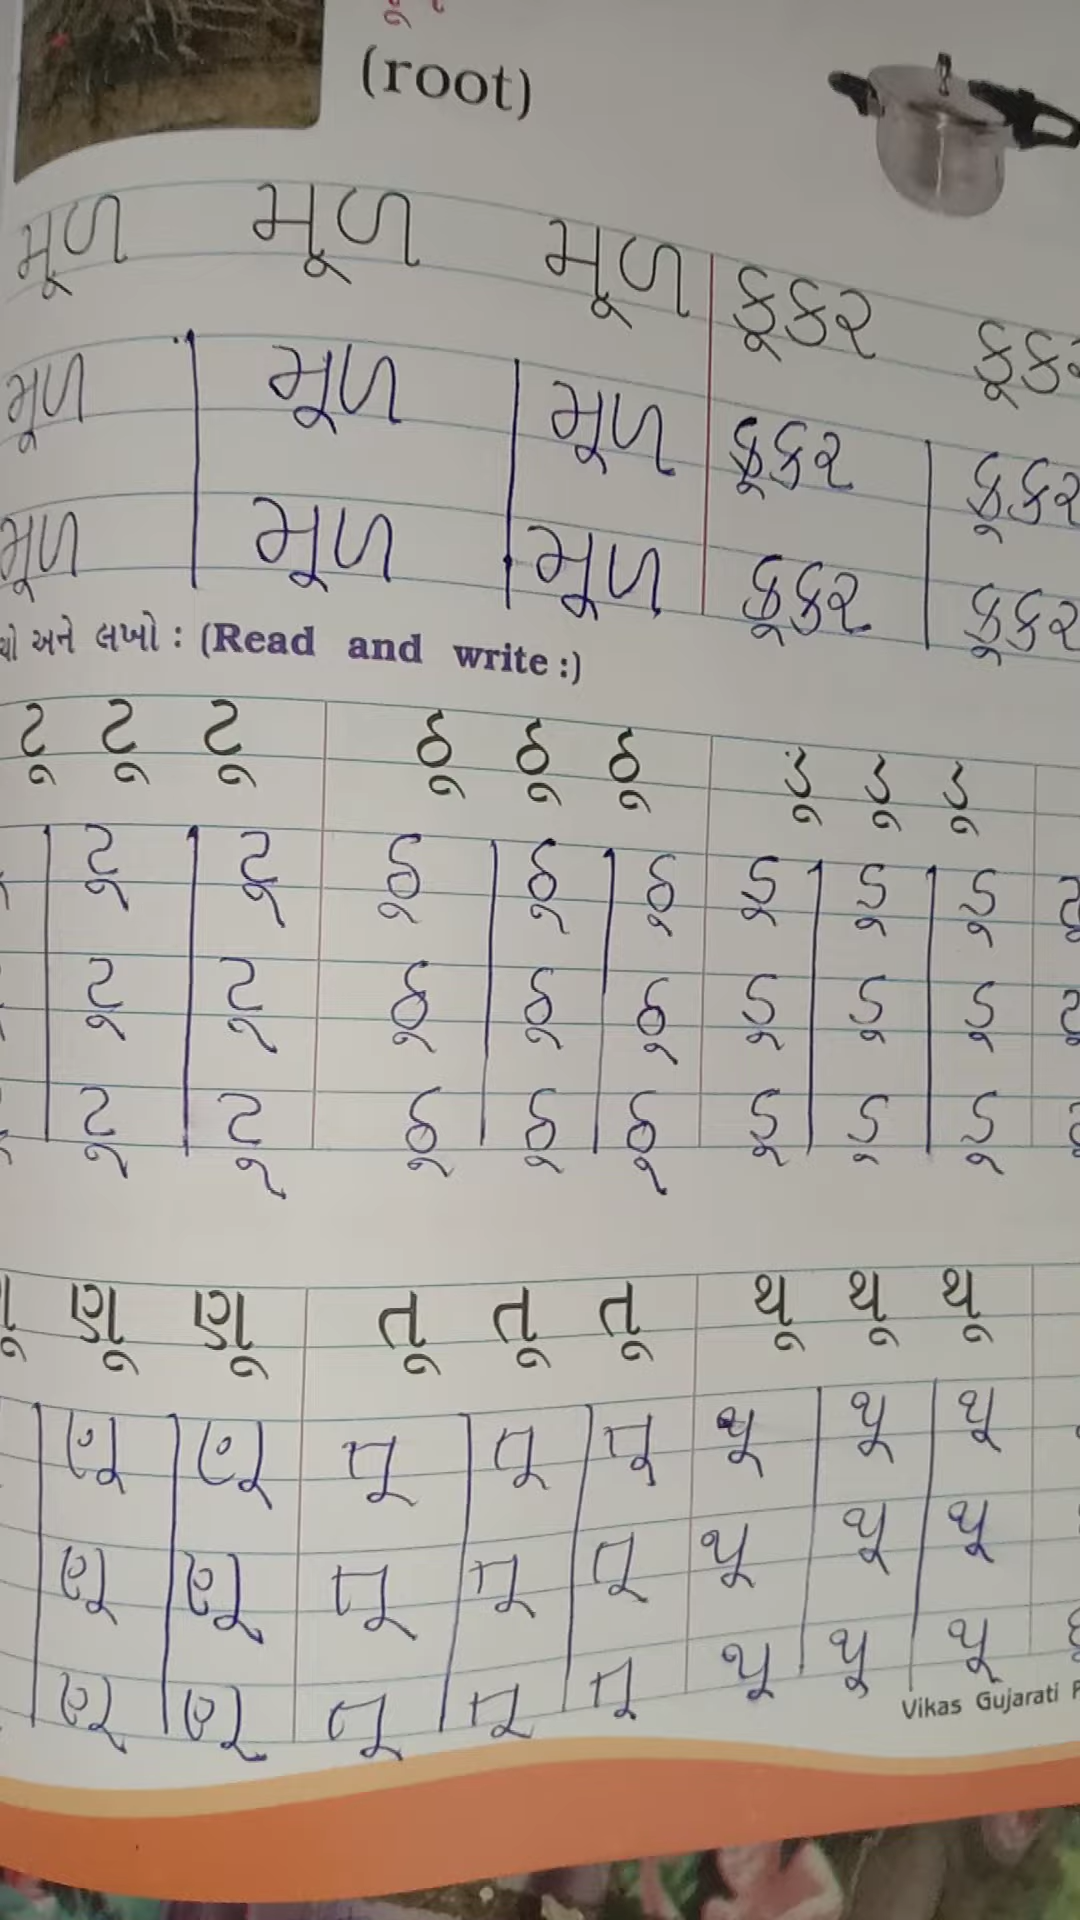 (root)
મૂળ મૂળ મૂળ કૂકર
મૂળ મૂળ મૂળ કૂકર કૂકર
મૂળ મૂળ મૂળ કૂકર કૂકર
અને લખો : (Read and write :)
ટૂ ટૂ ટૂ ઠૂ ઠૂ ઠૂ ડૂ ડૂ ડૂ
ટૂ ટૂ ઠૂ ઠૂ ઠૂ ડૂ ડૂ ડૂ
ટૂ ટૂ ઠૂ ઠૂ ઠૂ ડૂ ડૂ ડૂ
ટૂ ટૂ ઠૂ ઠૂ ઠૂ ડૂ ડૂ ડૂ
ણૂ ણૂ તૂ તૂ તૂ થૂ થૂ થૂ
ણૂ ણૂ તૂ તૂ તૂ થૂ થૂ થૂ
ણૂ ણૂ તૂ તૂ તૂ થૂ થૂ થૂ
ણૂ ણૂ તૂ તૂ તૂ થૂ થૂ થૂ
Vikas Gujarati